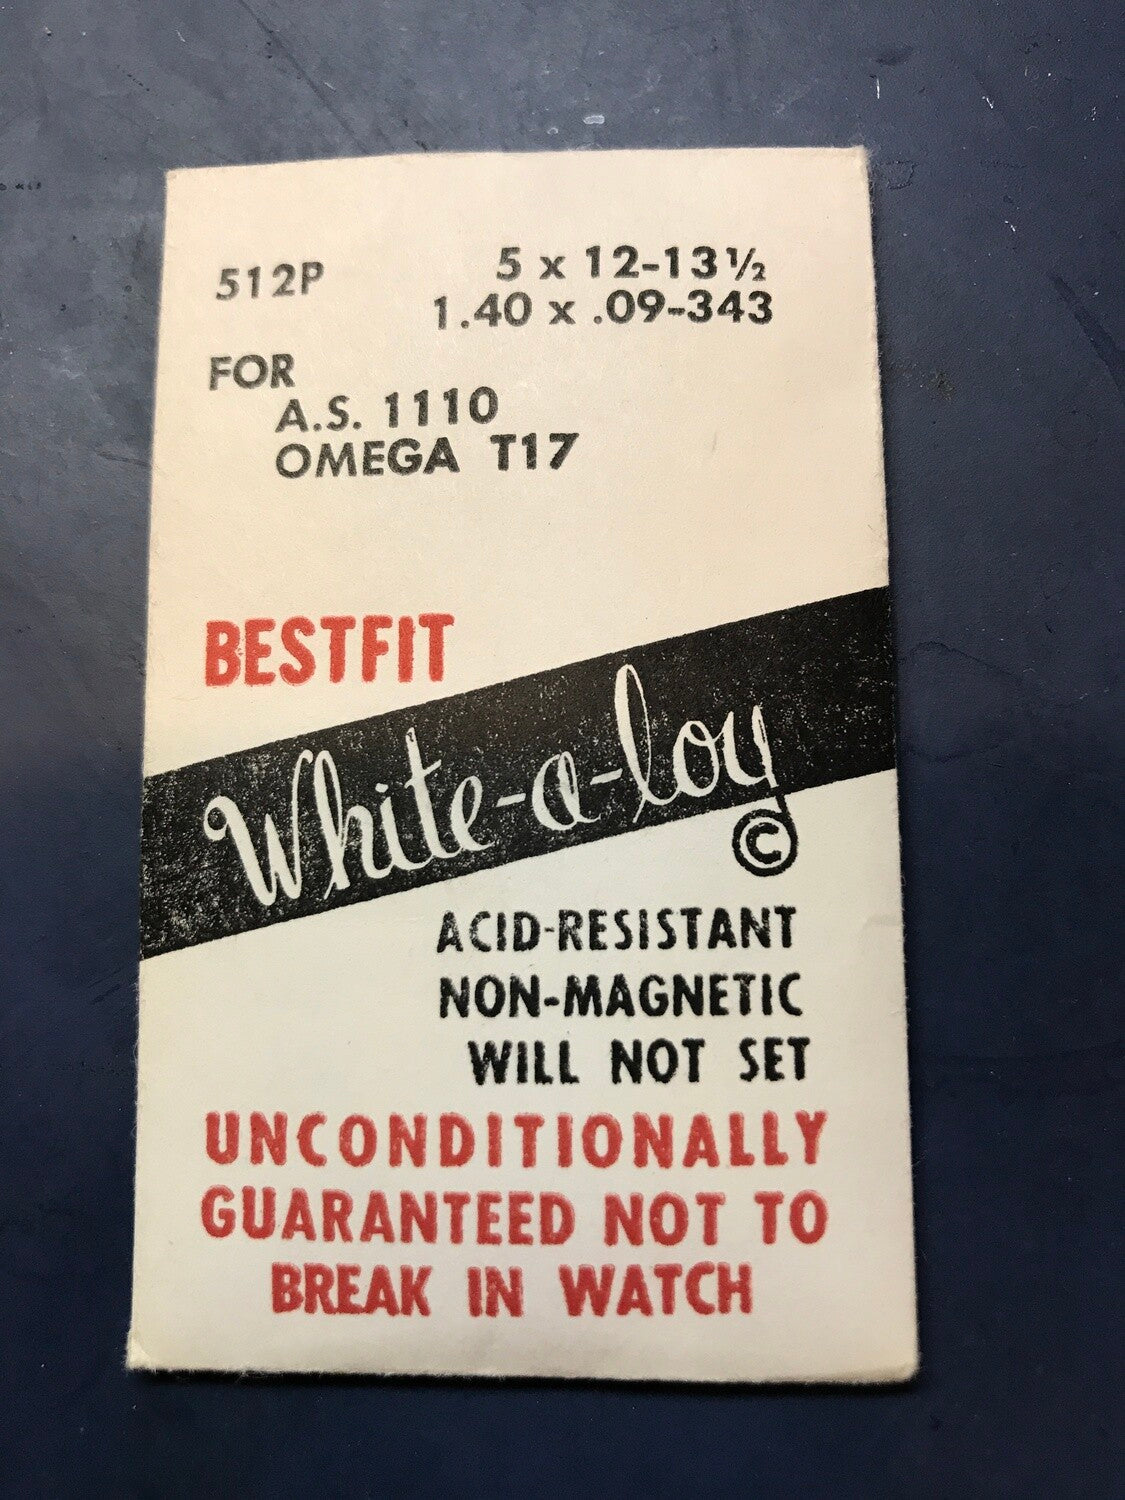 512P 5 x 12-13½
1.40 x .09-343
FOR
A.S. 1110
OMEGA T17
BESTFIT
White-a-loy
©
ACID-RESISTANT
NON-MAGNETIC
WILL NOT SET
UNCONDITIONALLY
GUARANTEED NOT TO
BREAK IN WATCH